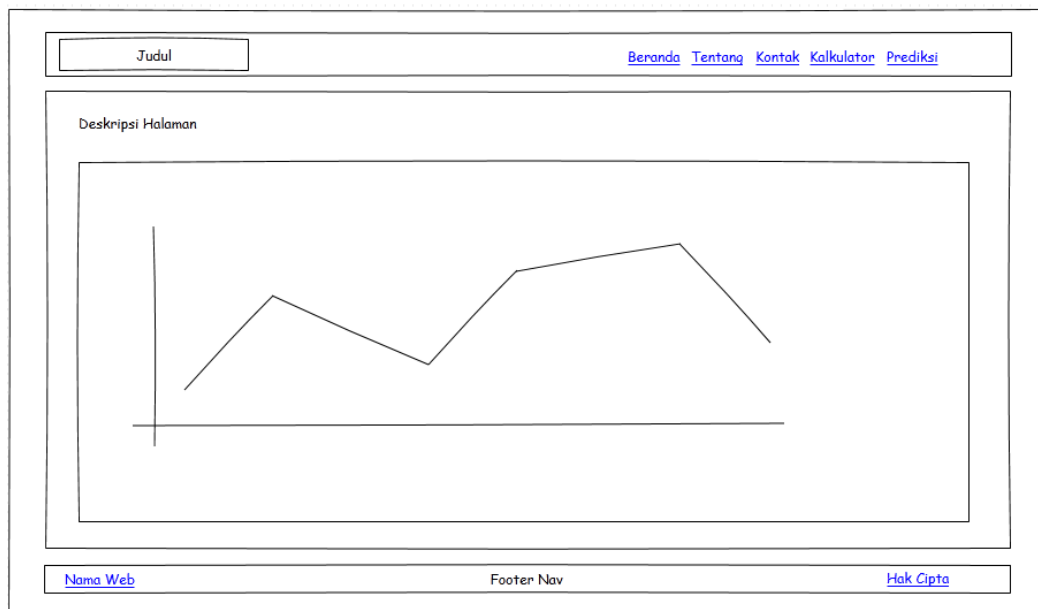 Judul
Beranda Tentang Kontak Kalkulator Prediksi
Deskripsi Halaman
Nama Web Footer Nav Hak Cipta